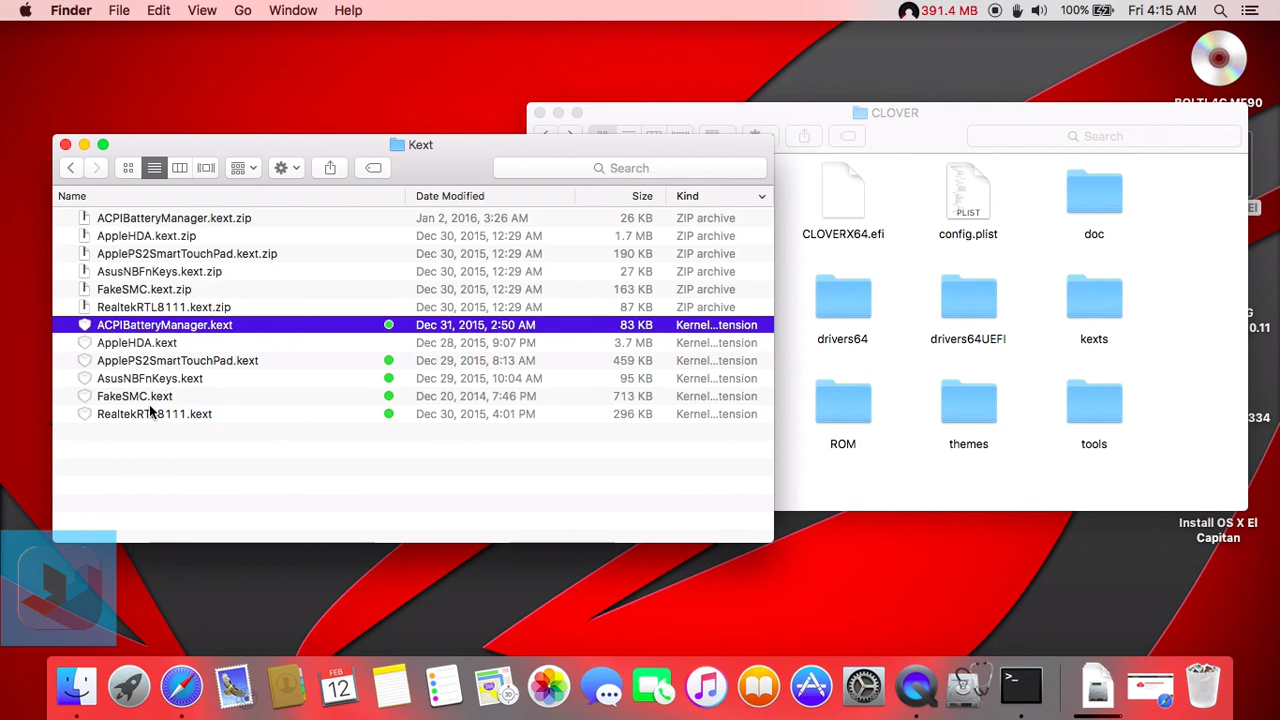 Finder File Edit View Go Window Help 391.4 MB 100% Fri 4:15 AM
CLOVER
Search
Kext
Search
Name Date Modified Size Kind
ACPIBatteryManager.kext.zip Jan 2, 2016, 3:26 AM 26 KB ZIP archive
AppleHDA.kext.zip Dec 30, 2015, 12:29 AM 1.7 MB ZIP archive
ApplePS2SmartTouchPad.kext.zip Dec 30, 2015, 12:29 AM 190 KB ZIP archive
AsusNBFnKeys.kext.zip Dec 30, 2015, 12:29 AM 27 KB ZIP archive
FakeSMC.kext.zip Dec 30, 2015, 12:29 AM 163 KB ZIP archive
RealtekRTL8111.kext.zip Dec 30, 2015, 12:29 AM 87 KB ZIP archive
ACPIBatteryManager.kext Dec 31, 2015, 2:50 AM 83 KB Kernel...tension
AppleHDA.kext Dec 28, 2015, 9:07 PM 3.7 MB Kernel...tension
ApplePS2SmartTouchPad.kext Dec 29, 2015, 8:13 AM 459 KB Kernel...tension
AsusNBFnKeys.kext Dec 29, 2015, 10:04 AM 95 KB Kernel...tension
FakeSMC.kext Dec 20, 2014, 7:46 PM 713 KB Kernel...tension
RealtekRTL8111.kext Dec 30, 2015, 4:01 PM 296 KB Kernel...tension
PLIST
CLOVERX64.efi config.plist doc
drivers64 drivers64UEFI kexts
ROM themes tools
El
G
0.11
334
Install OS X El
Capitan
FEB
12
30
>_